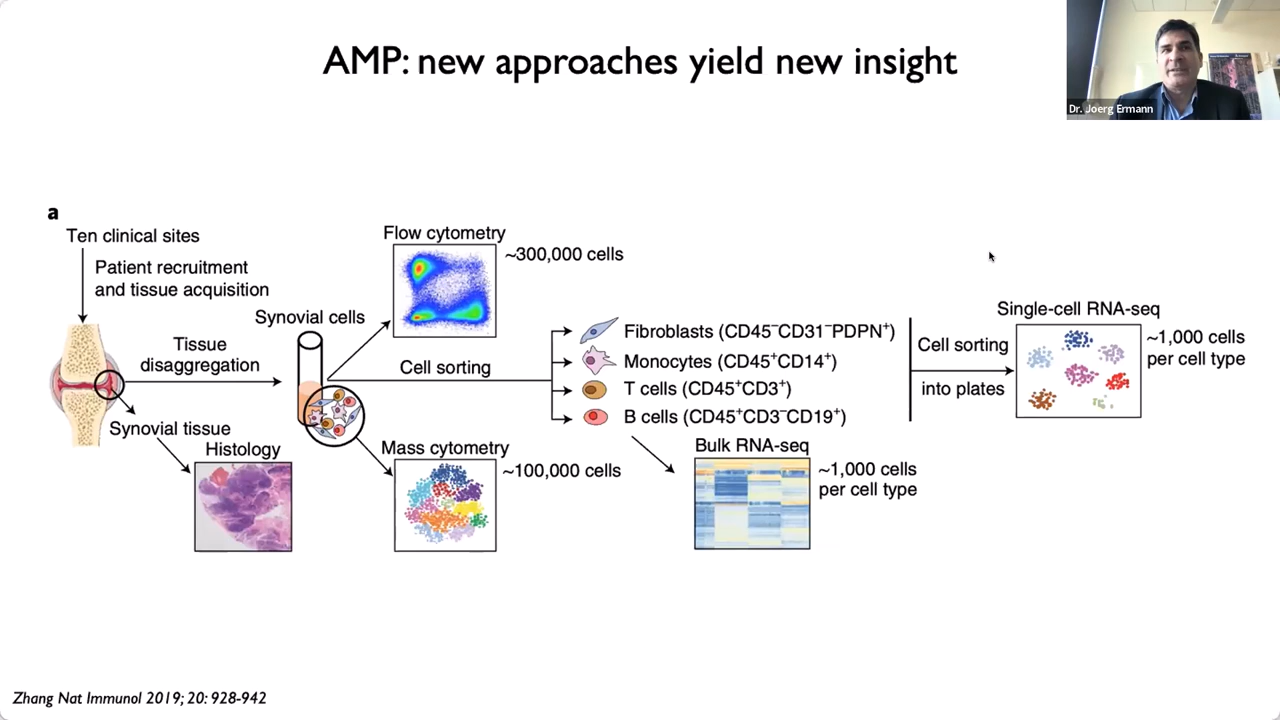 AMP: new approaches yield new insight
Dr. Joerg Ermann
a
Ten clinical sites
Patient recruitment
and tissue acquisition
Tissue
disaggregation
Synovial tissue
Histology
Synovial cells
Flow cytometry
~300,000 cells
Cell sorting
Mass cytometry
~100,000 cells
Fibroblasts (CD45⁻CD31⁻PDPN⁺)
Monocytes (CD45⁺CD14⁺)
T cells (CD45⁺CD3⁺)
B cells (CD45⁺CD3⁻CD19⁺)
Bulk RNA-seq
~1,000 cells
per cell type
Cell sorting
into plates
Single-cell RNA-seq
~1,000 cells
per cell type
Zhang Nat Immunol 2019; 20: 928-942